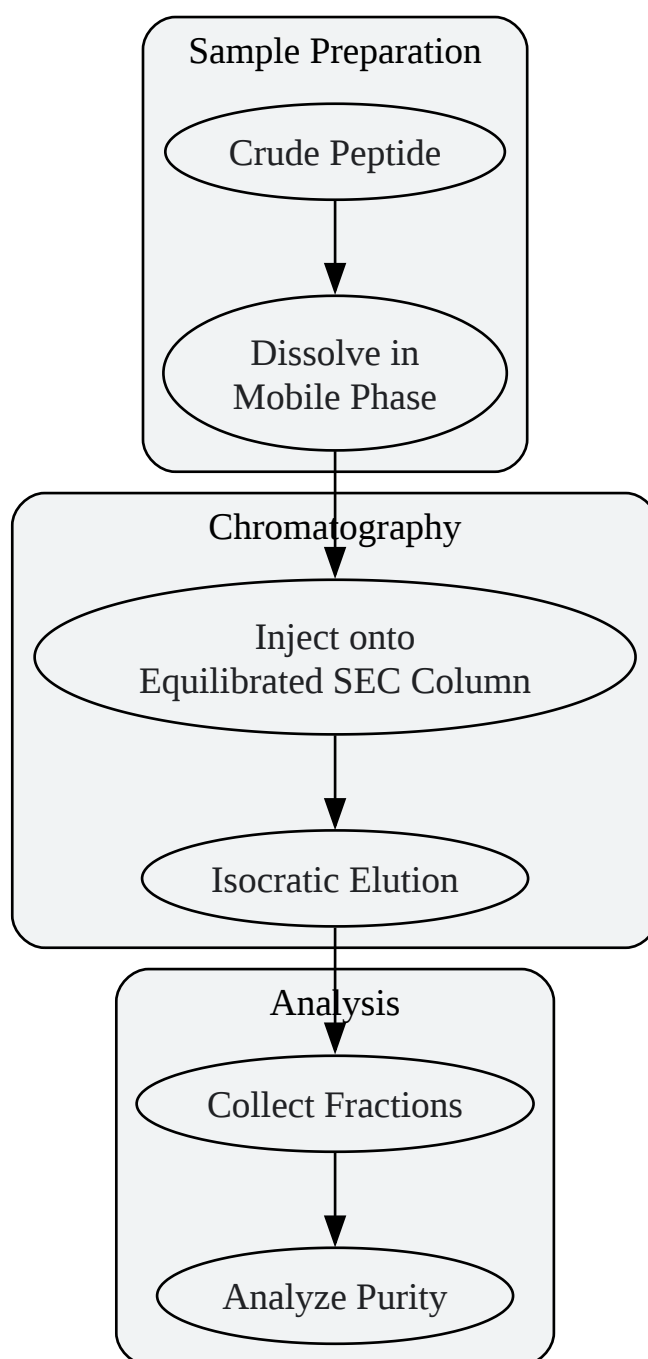 Sample Preparation
Crude Peptide
Dissolve in
Mobile Phase
Chromatography
Inject onto
Equilibrated SEC Column
Isocratic Elution
Analysis
Collect Fractions
Analyze Purity